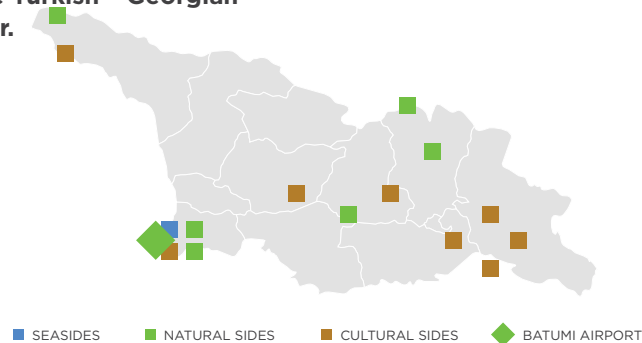 Turkish – Georgian
r.
SEASIDES
NATURAL SIDES
CULTURAL SIDES
BATUMI AIRPORT